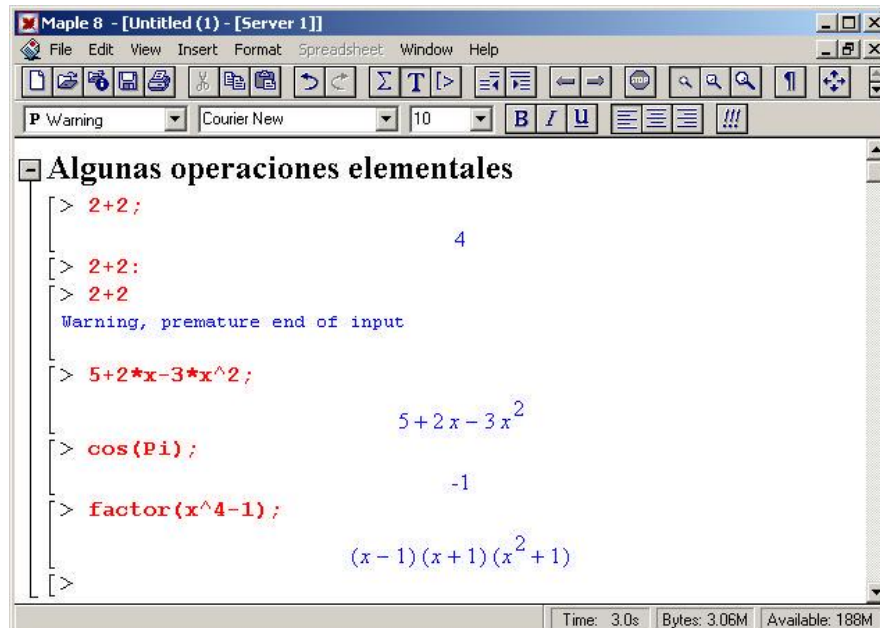 Maple 8 - [Untitled (1) - [Server 1]]
File Edit View Insert Format Spreadsheet Window Help
Σ T [>
STOP
P Warning Courier New 10 B I u !!!
Algunas operaciones elementales
> 2+2;
4
> 2+2:
> 2+2
Warning, premature end of input
> 5+2*x-3*x^2;
5 + 2 x − 3 x²
> cos(Pi);
-1
> factor(x^4-1);
(x − 1) (x + 1) (x² + 1)
>
Time: 3.0s Bytes: 3.06M Available: 188M